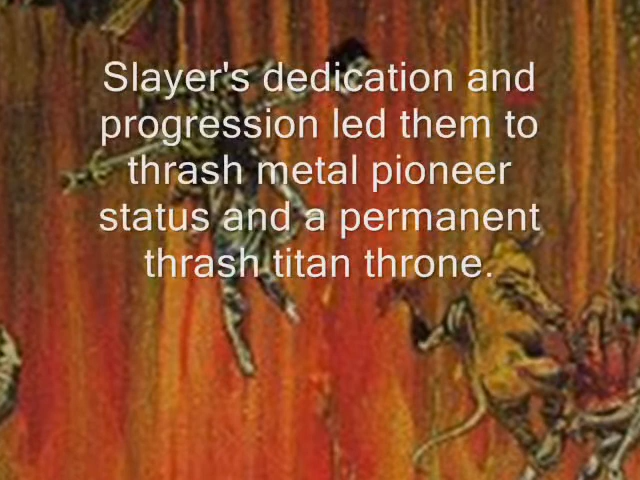 Slayer's dedication and
progression led them to
thrash metal pioneer
status and a permanent
thrash titan throne.